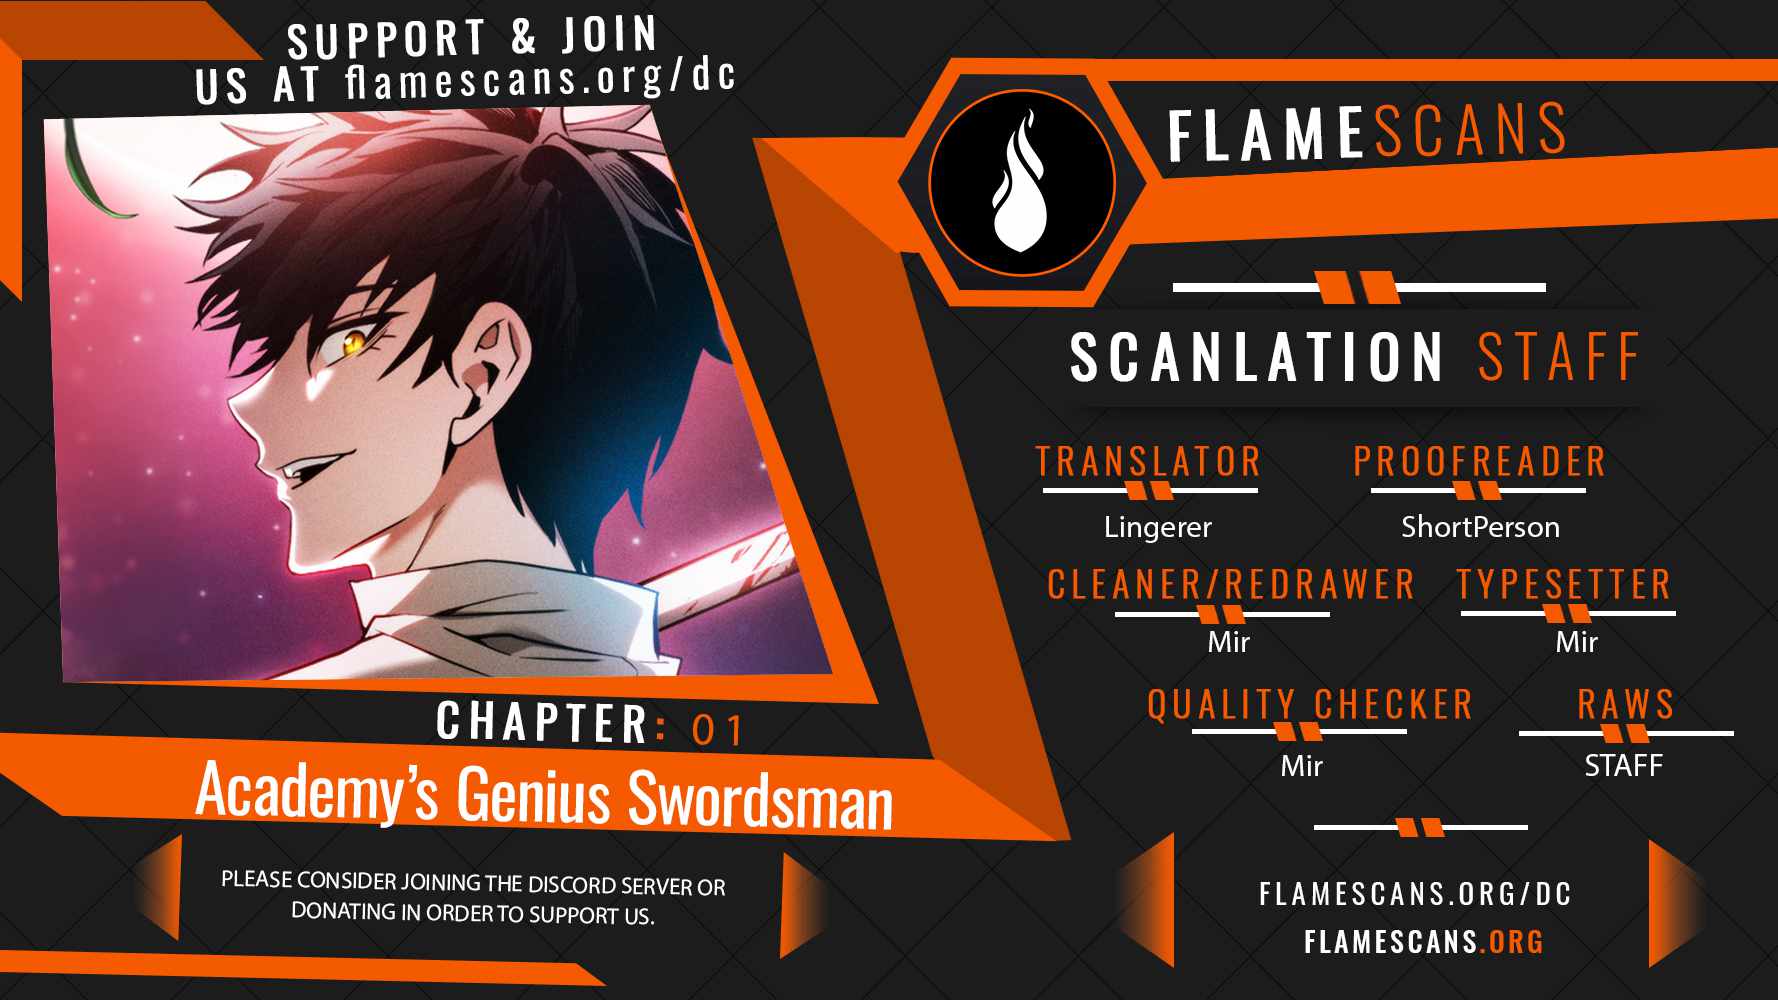 SUPPORT & JOIN
US AT flamescans.org/dc
CHAPTER: 01
Academy's Genius Swordsman
PLEASE CONSIDER JOINING THE DISCORD SERVER OR
DONATING IN ORDER TO SUPPORT US.
FLAMESCANS
SCANLATION STAFF
TRANSLATOR
Lingerer
PROOFREADER
ShortPerson
CLEANER/REDRAWER
Mir
TYPESETTER
Mir
QUALITY CHECKER
Mir
RAWS
STAFF
FLAMESCANS.ORG/DC
FLAMESCANS.ORG